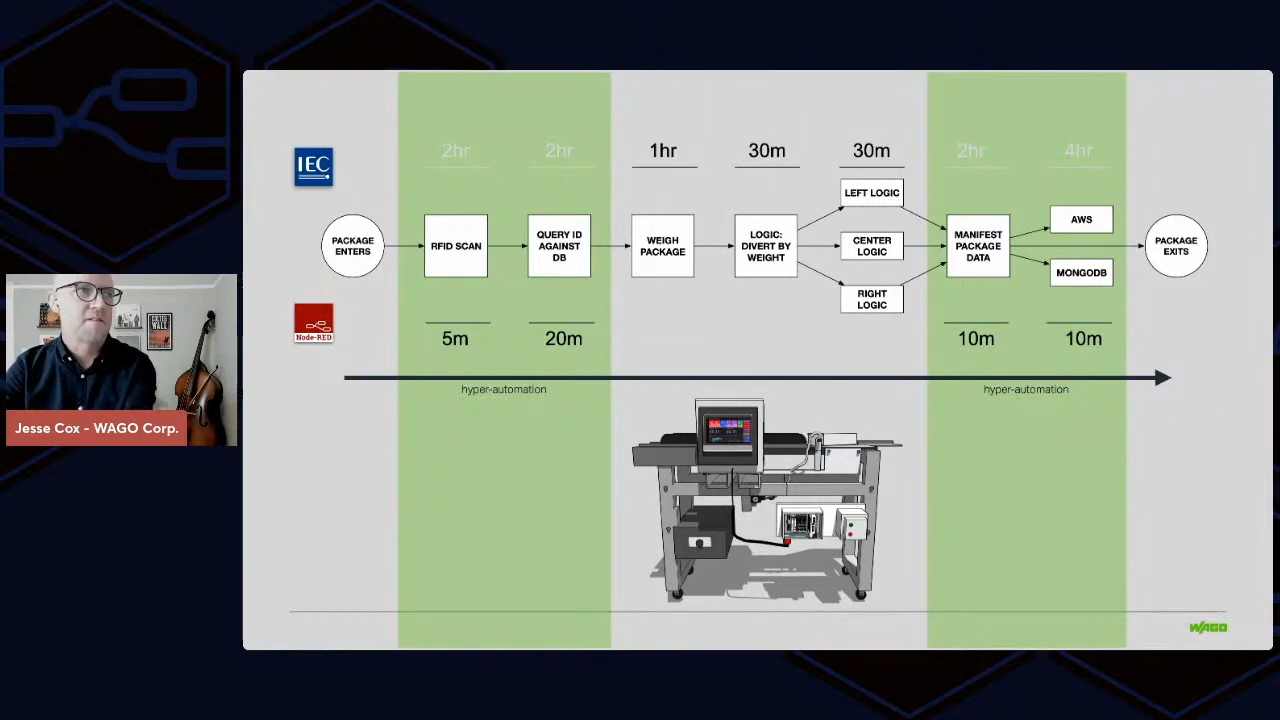 2hr
2hr
1hr
30m
30m
2hr
4hr
IEC
PACKAGE
ENTERS
RFID SCAN
QUERY ID
AGAINST
DB
WEIGH
PACKAGE
LOGIC:
DIVERT BY
WEIGHT
LEFT LOGIC
CENTER
LOGIC
RIGHT
LOGIC
MANIFEST
PACKAGE
DATA
AWS
MONGODB
PACKAGE
EXITS
Node-RED
5m
20m
10m
10m
hyper-automation
hyper-automation
Jesse Cox - WAGO Corp.
WAGO